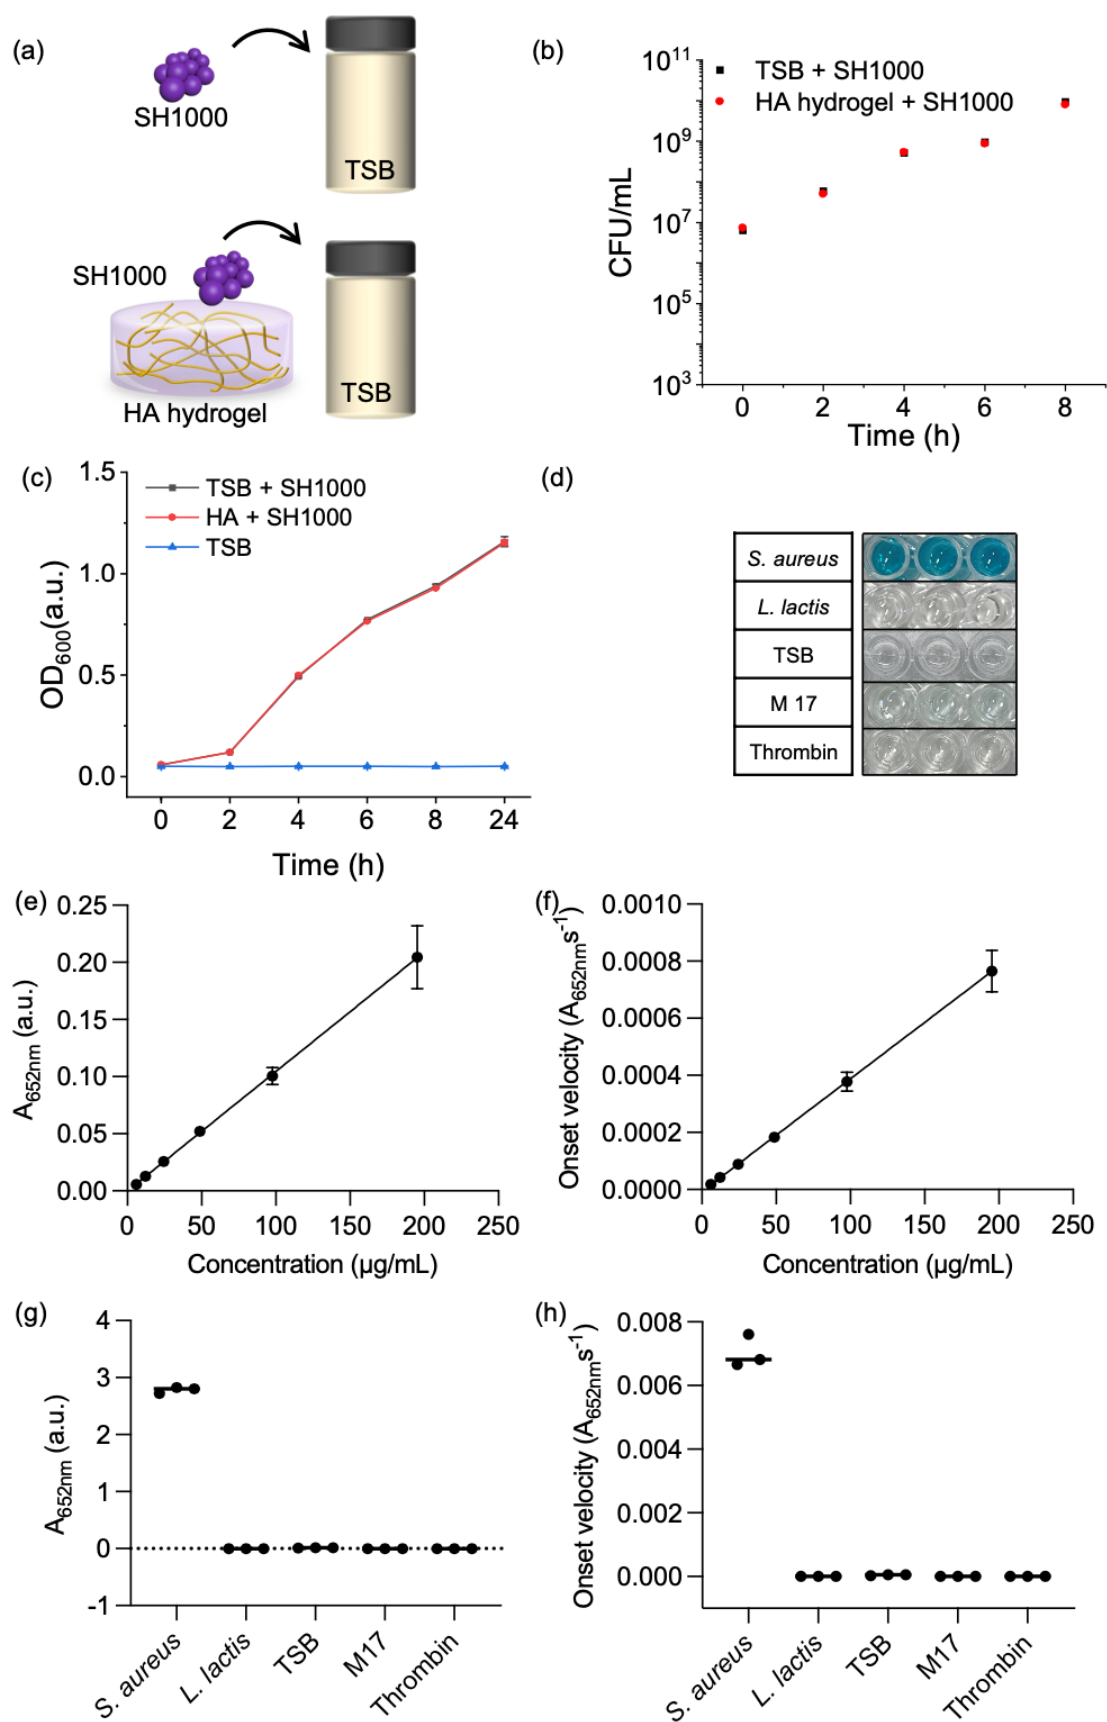 (a)
SH1000
TSB
SH1000
HA hydrogel
TSB
(b)
TSB + SH1000
HA hydrogel + SH1000
CFU/mL
10¹¹
10⁹
10⁷
10⁵
10³
0 2 4 6 8
Time (h)
(c)
TSB + SH1000
HA + SH1000
TSB
OD₆₀₀(a.u.)
1.5
1.0
0.5
0.0
0 2 4 6 8 24
Time (h)
(d)
S. aureus
L. lactis
TSB
M 17
Thrombin
(e)
A₆₅₂ₙₘ (a.u.)
0.25
0.20
0.15
0.10
0.05
0.00
0 50 100 150 200 250
Concentration (µg/mL)
(f)
Onset velocity (A₆₅₂ₙₘs⁻¹)
0.0010
0.0008
0.0006
0.0004
0.0002
0.0000
0 50 100 150 200 250
Concentration (µg/mL)
(g)
A₆₅₂ₙₘ (a.u.)
4
3
2
1
0
-1
S. aureus
L. lactis
TSB
M17
Thrombin
(h)
Onset velocity (A₆₅₂ₙₘs⁻¹)
0.008
0.006
0.004
0.002
0.000
S. aureus
L. lactis
TSB
M17
Thrombin